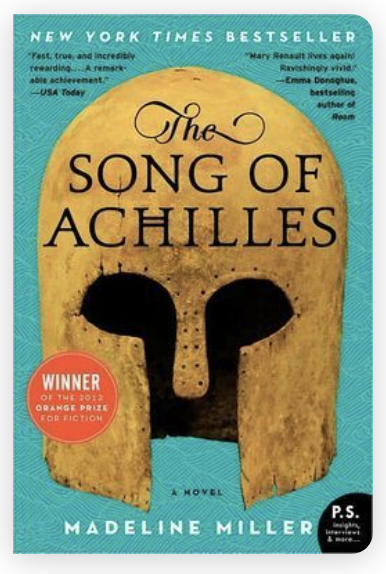 NEW YORK TIMES BESTSELLER
"Fast, true, and incredibly
rewarding....A remark-
able achievement."
—USA Today
"Mary Renault lives again!
Ravishingly vivid."
—Emma Donoghue,
bestselling
author of
Room
The
SONG OF
ACHILLES
WINNER
OF THE 2012
ORANGE PRIZE
FOR FICTION
A NOVEL
MADELINE MILLER
P.S.
Insights,
Interviews
& more...